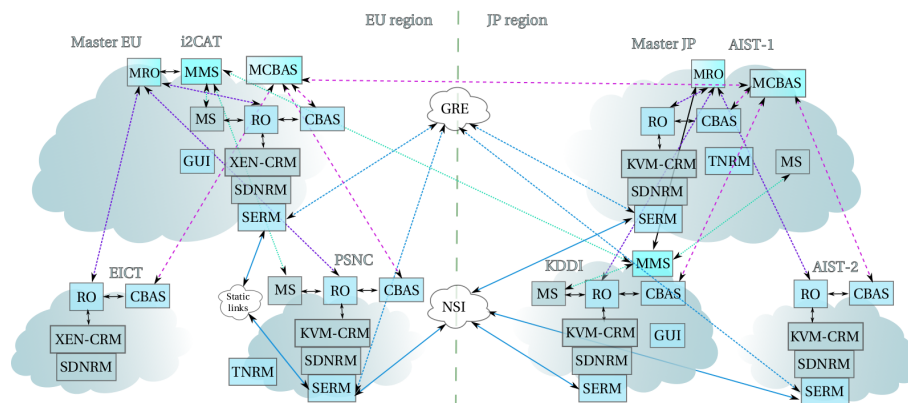 EU region
JP region
Master EU
i2CAT
MRO
MMS
MCBAS
MS
RO
CBAS
GUI
XEN-CRM
SDNRM
SERM
GRE
Master JP
AIST-1
MRO
MCBAS
RO
CBAS
KVM-CRM
TNRM
MS
SDNRM
SERM
EICT
RO
CBAS
XEN-CRM
SDNRM
Static
links
PSNC
MS
RO
CBAS
KVM-CRM
SDNRM
TNRM
SERM
NSI
KDDI
MMS
MS
RO
CBAS
KVM-CRM
GUI
SDNRM
SERM
AIST-2
RO
CBAS
KVM-CRM
SDNRM
SERM